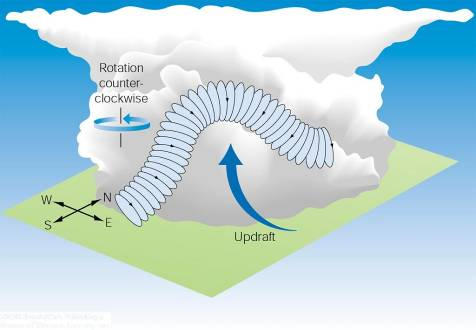 Rotation
counter-
clockwise
W
N
S
E
Updraft